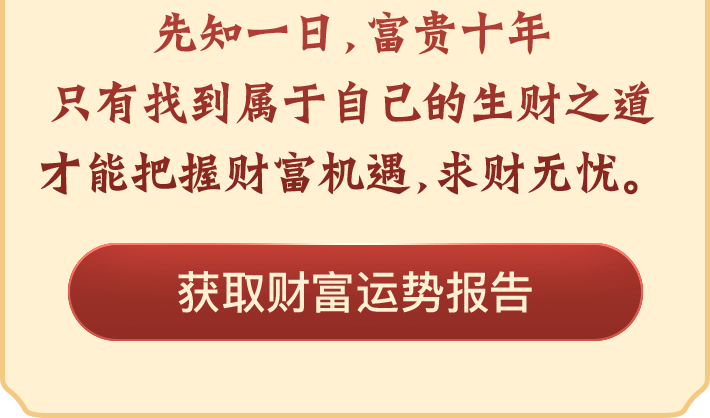 先知一日,富贵十年
只有找到属于自己的生财之道
才能把握财富机遇,求财无忧。
获取财富运势报告